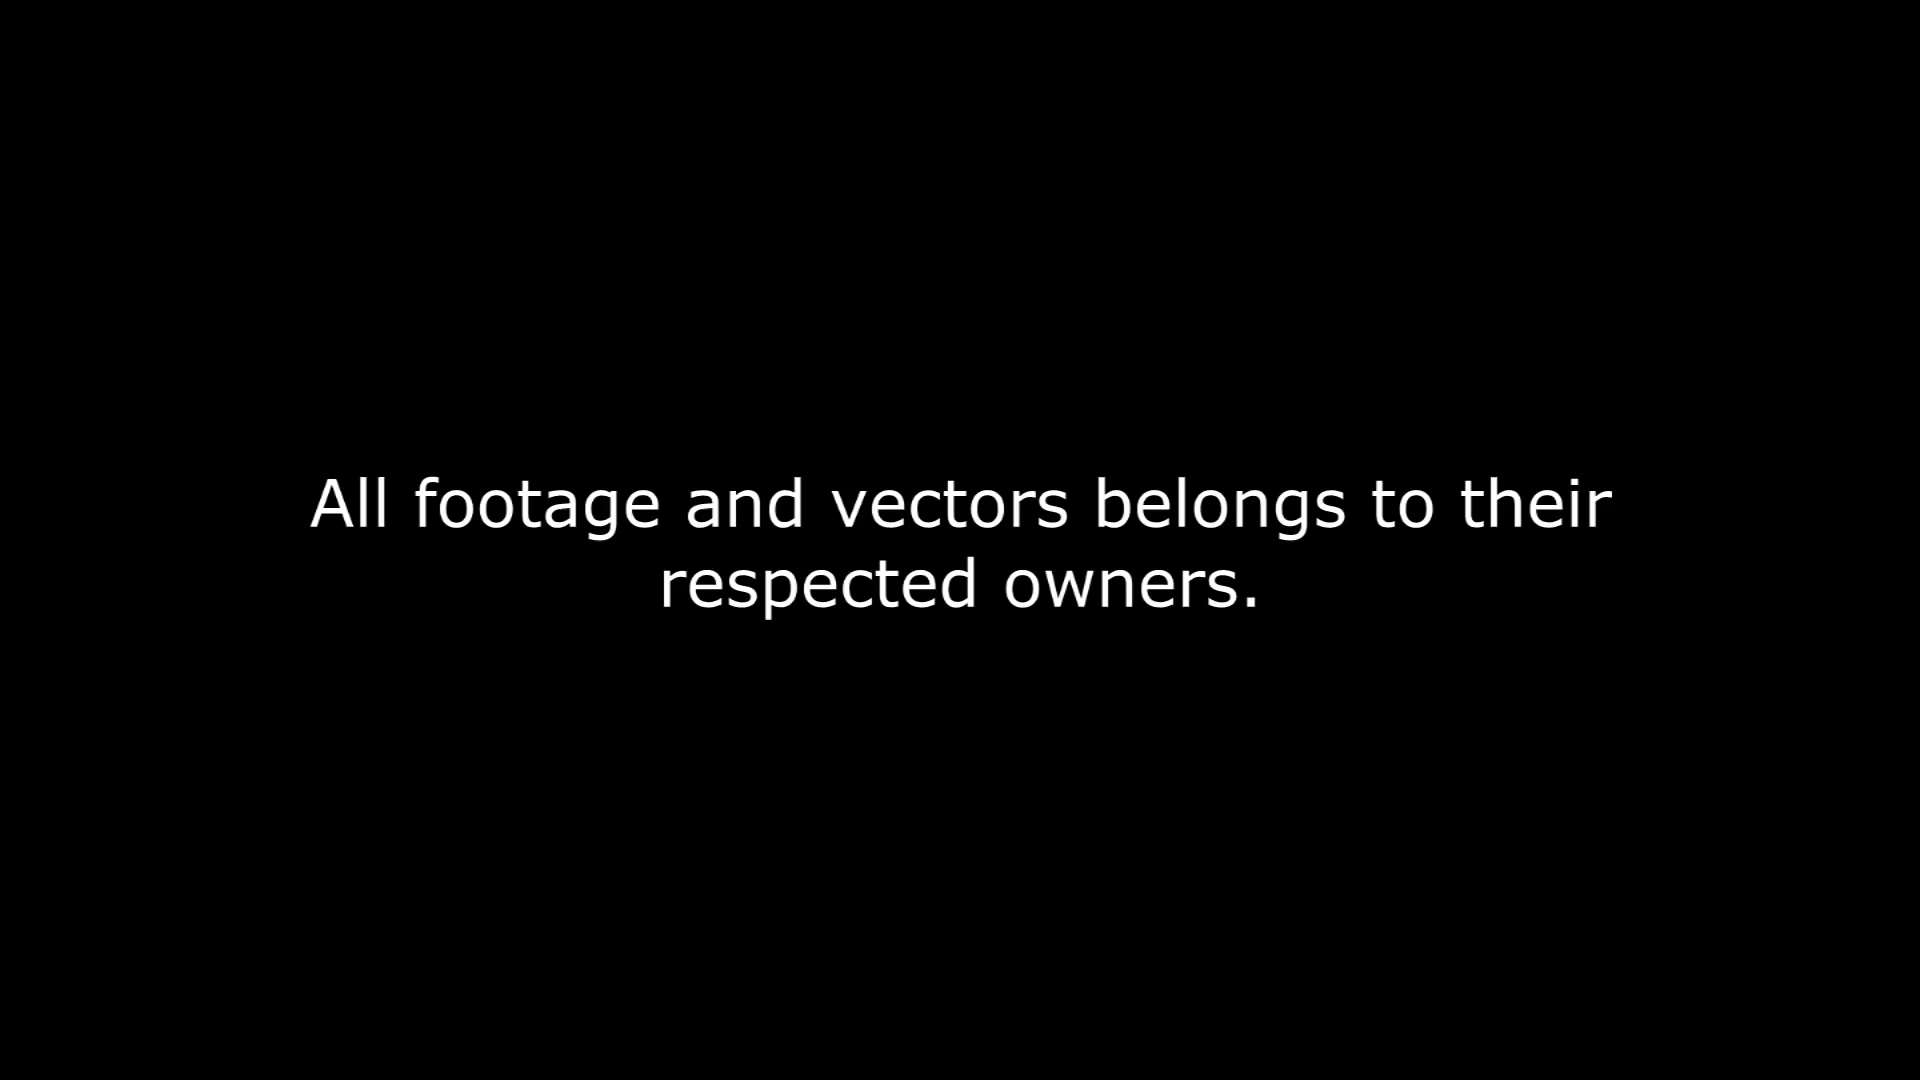 All footage and vectors belongs to their
respected owners.